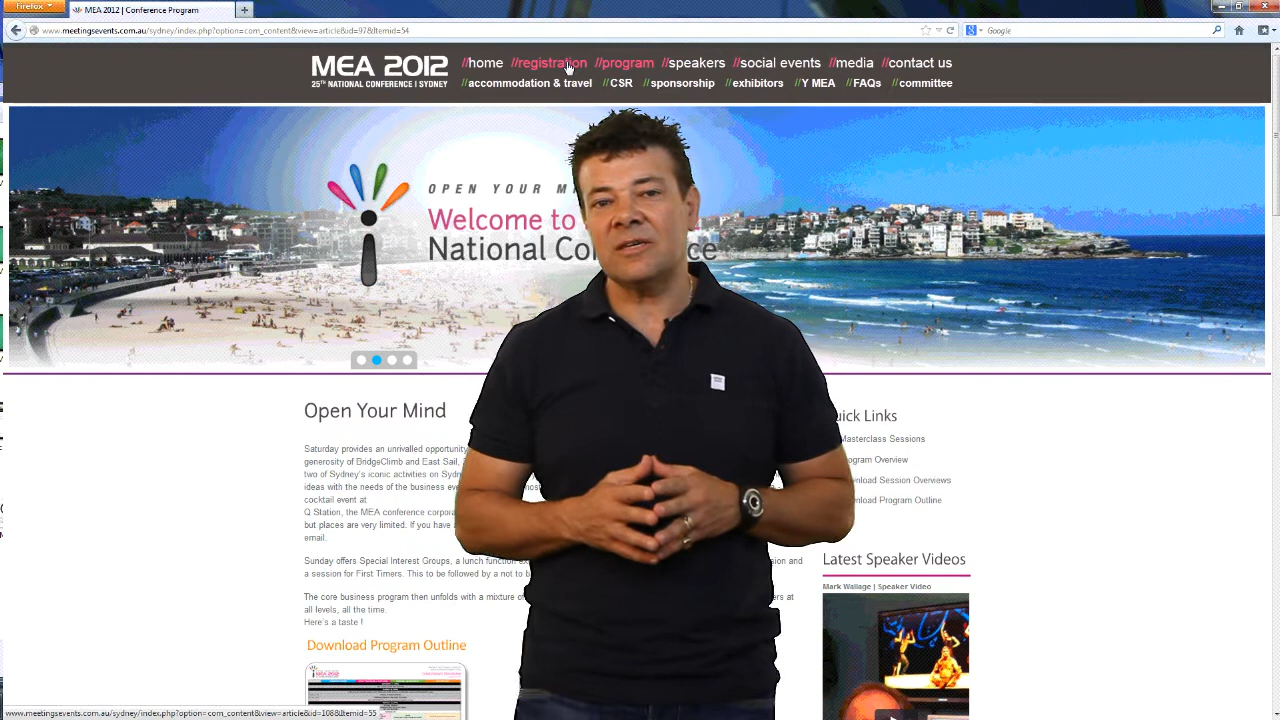 Firefox
MEA 2012 | Conference Program
www.meetingsevents.com.au/sydney/index.php?option=com_content&view=article&id=97&Itemid=54
Google
MEA 2012
25TH NATIONAL CONFERENCE | SYDNEY
//home //registration //program //speakers //social events //media //contact us
//accommodation & travel //CSR //sponsorship //exhibitors //Y MEA //FAQs //committee
OPEN YOUR
Welcome to
National
Open Your Mind
Saturday provides an unrivalled opportunity
generosity of BridgeClimb and East Sail,
two of Sydney's iconic activities on
ideas with the needs of the business
cocktail event at
Q Station, the MEA conference
but places are very limited. If you have
email.
Sunday offers Special Interest Groups, a lunch function and
a session for First Timers. This to be followed by a not to
The core business program then unfolds with a mixture of at
all levels, all the time.
Here's a taste !
Download Program Outline
MEA 2012
Quick Links
Masterclass Sessions
Program Overview
Download Session Overviews
Download Program Outline
Latest Speaker Videos
Mark Wallage | Speaker Video
www.meetingsevents.com.au/sydney/index.php?option=com_content&view=article&id=108&Itemid=55